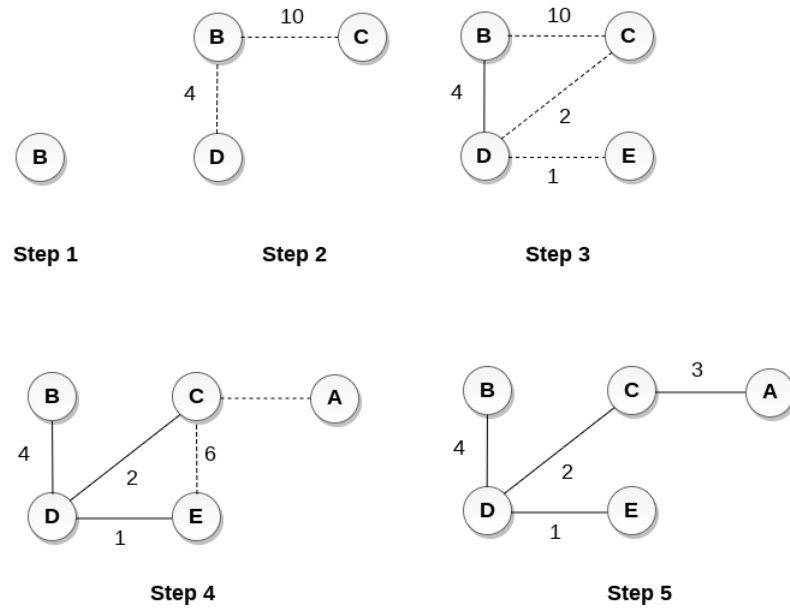 B 10 C
4
D
B
Step 1
Step 2
B 10 C
4
2
D E
1
Step 3
B C A
4 2 6
D E
1
Step 4
B C 3 A
4 2
D E
1
Step 5